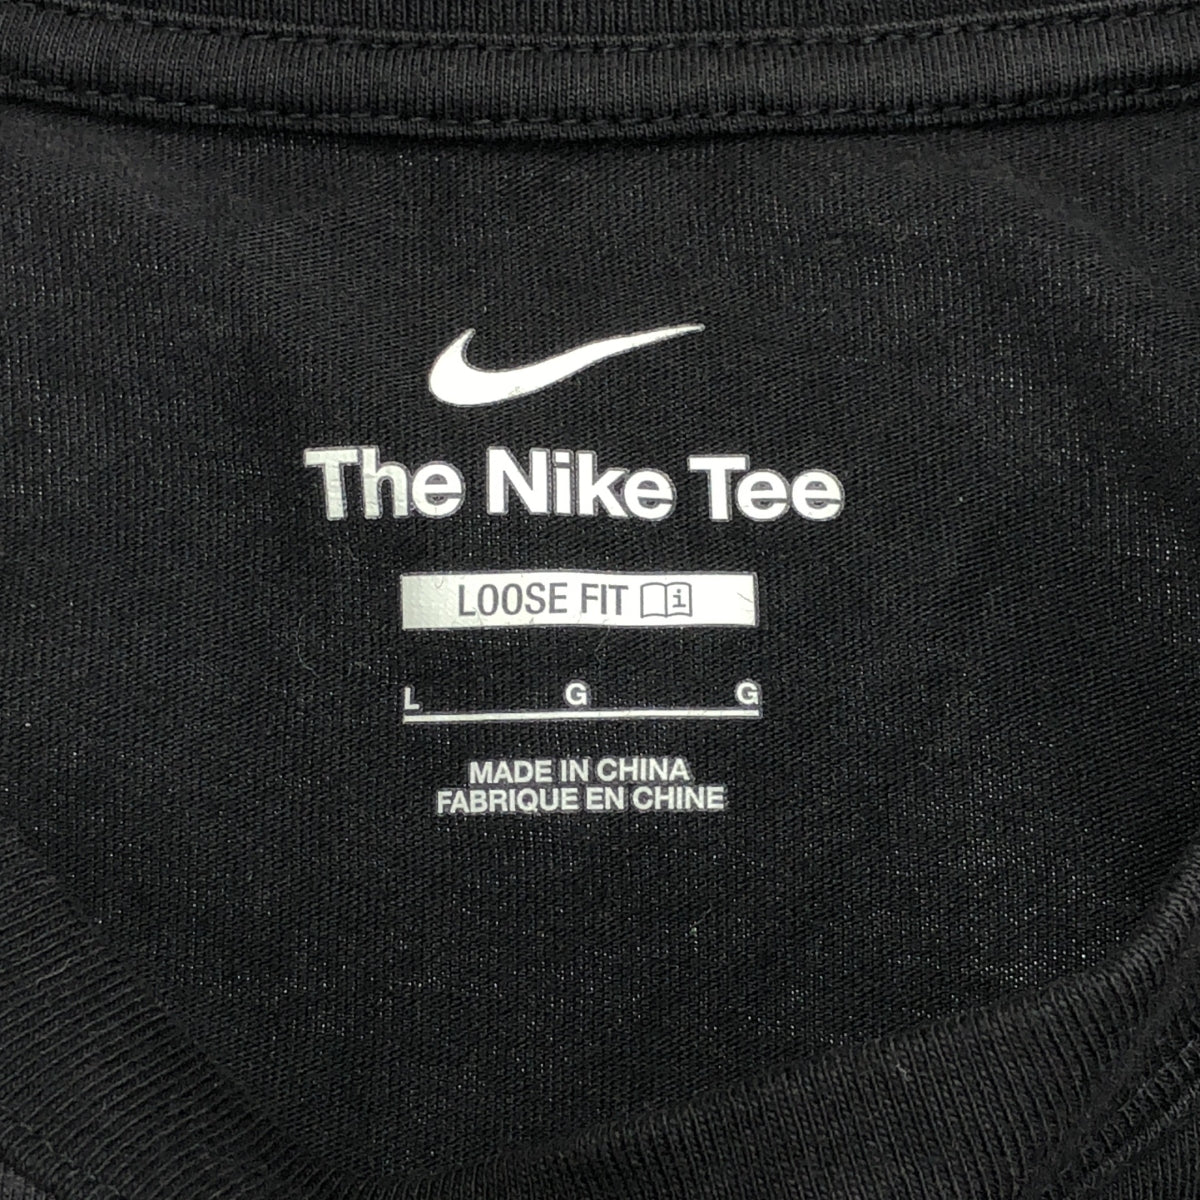 The Nike Tee
LOOSE FIT i
L G G
MADE IN CHINA
FABRIQUE EN CHINE